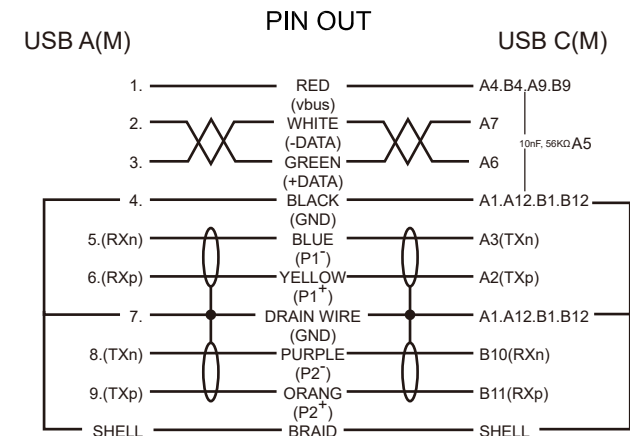 PIN OUT
USB A(M) USB C(M)
1. RED A4.B4.A9.B9
(vbus)
2. WHITE A7
(-DATA) 10nF, 56KΩ A5
3. GREEN A6
(+DATA)
4. BLACK A1.A12.B1.B12
(GND)
5.(RXn) BLUE A3(TXn)
(P1-)
6.(RXp) YELLOW A2(TXp)
(P1+)
7. DRAIN WIRE A1.A12.B1.B12
(GND)
8.(TXn) PURPLE B10(RXn)
(P2-)
9.(TXp) ORANG B11(RXp)
(P2+)
SHELL BRAID SHELL